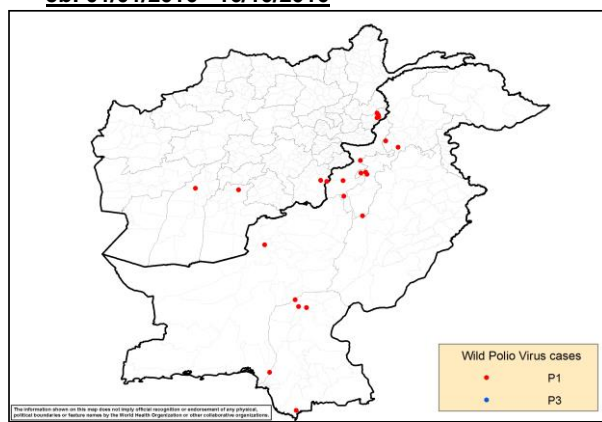 Wild Polio Virus cases
P1
P3
The information shown on this map does not imply official recognition or endorsement of any physical,
political boundaries or feature names by the World Health Organization or other collaborative organizations.